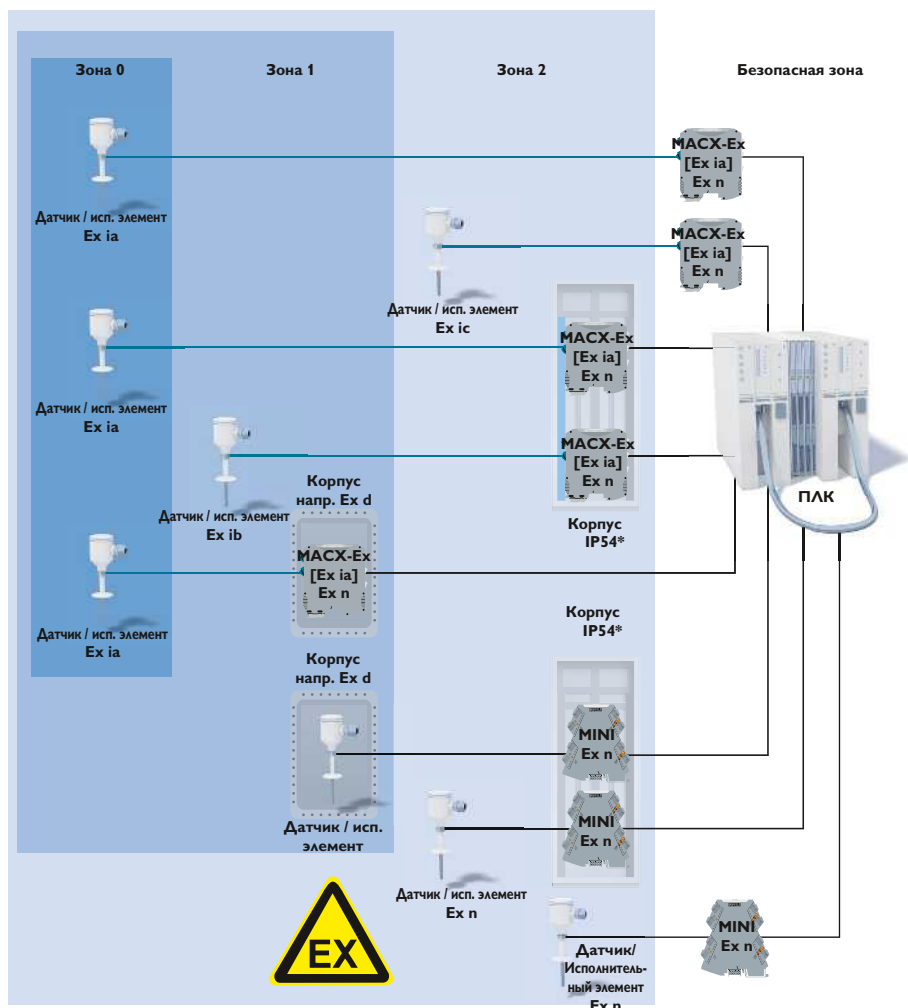 Зона 0
Зона 1
Зона 2
Безопасная зона
MACX-Ex
[Ex ia]
Ex n
Датчик / исп. элемент
Ex ia
MACX-Ex
[Ex ia]
Ex n
Датчик / исп. элемент
Ex ic
MACX-Ex
[Ex ia]
Ex n
Датчик / исп. элемент
Ex ia
MACX-Ex
[Ex ia]
Ex n
ПЛК
Датчик / исп. элемент
Ex ib
Корпус
напр. Ex d
Корпус
IP54*
MACX-Ex
[Ex ia]
Ex n
Датчик / исп. элемент
Ex ia
Корпус
IP54*
Корпус
напр. Ex d
MINI
Ex n
Датчик / исп.
элемент
MINI
Ex n
Датчик / исп. элемент
Ex n
EX
MINI
Ex n
Датчик/
Исполнитель-
ный элемент
Ex n